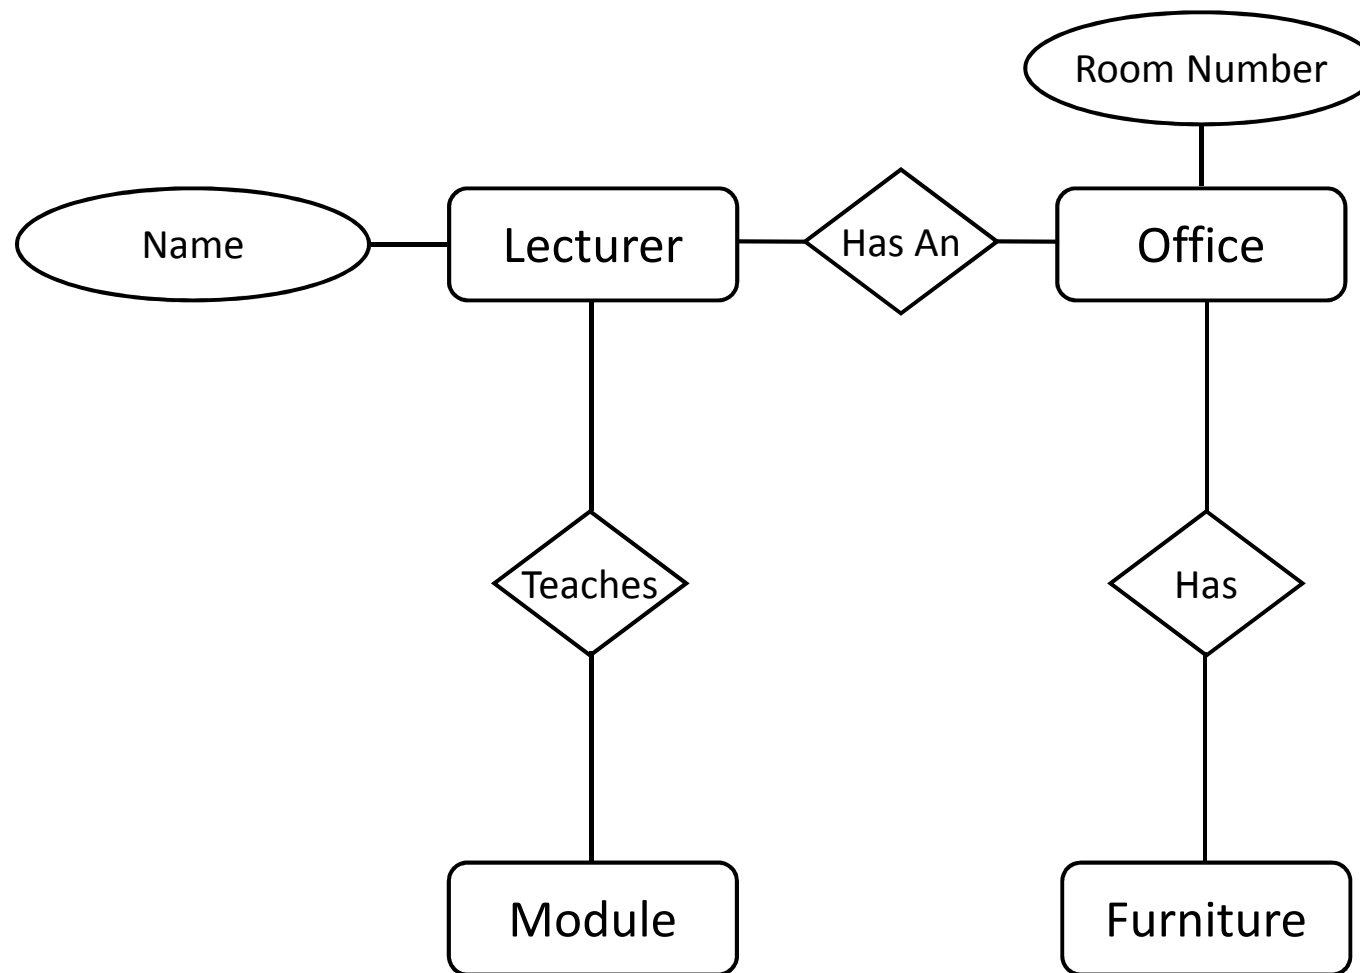 Room Number
Name
Lecturer
Has An
Office
Teaches
Has
Module
Furniture